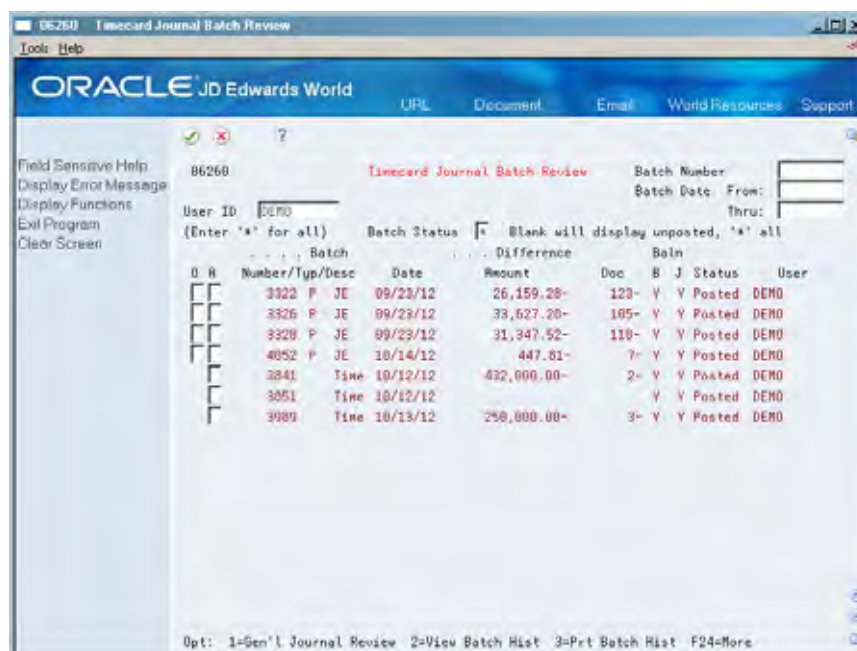 06260 Timecard Journal Batch Review
Tools Help
ORACLE JD Edwards World
URL Document Email World Resources Support
?
Field Sensitive Help
Display Error Message
Display Functions
Exit Program
Clear Screen
06260 Timecard Journal Batch Review Batch Number
Batch Date From:
User ID DEMO Thru:
(Enter '*' for all) Batch Status * Blank will display unposted, '*' all
. . . . Batch . . . Difference Baln
O A Number/Typ/Desc Date Amount Doc B J Status User
3322 P JE 09/23/12 26,159.28- 123- Y Y Posted DEMO
3326 P JE 09/23/12 33,627.20- 105- Y Y Posted DEMO
3328 P JE 09/23/12 31,347.52- 110- Y Y Posted DEMO
4052 P JE 10/14/12 447.81- 7- Y Y Posted DEMO
3841 Time 10/12/12 432,000.00- 2- Y Y Posted DEMO
Time 10/12/12 Y Y Posted DEMO
3989 Time 10/13/12 250,000.00- 3- Y Y Posted DEMO
Opt: 1=Gen'l Journal Review 2=View Batch Hist 3=Prt Batch Hist F24=More